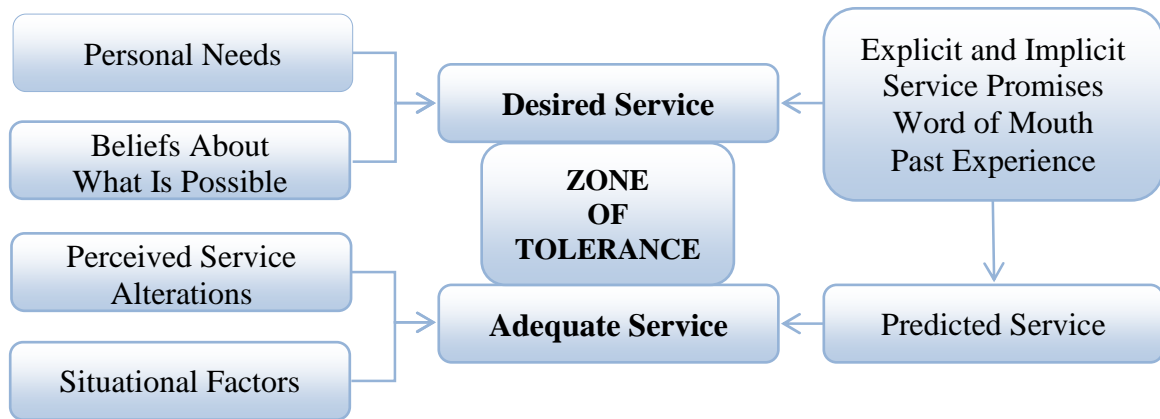 Personal Needs
Beliefs About
What Is Possible
Perceived Service
Alterations
Situational Factors
Desired Service
ZONE
OF
TOLERANCE
Adequate Service
Explicit and Implicit
Service Promises
Word of Mouth
Past Experience
Predicted Service